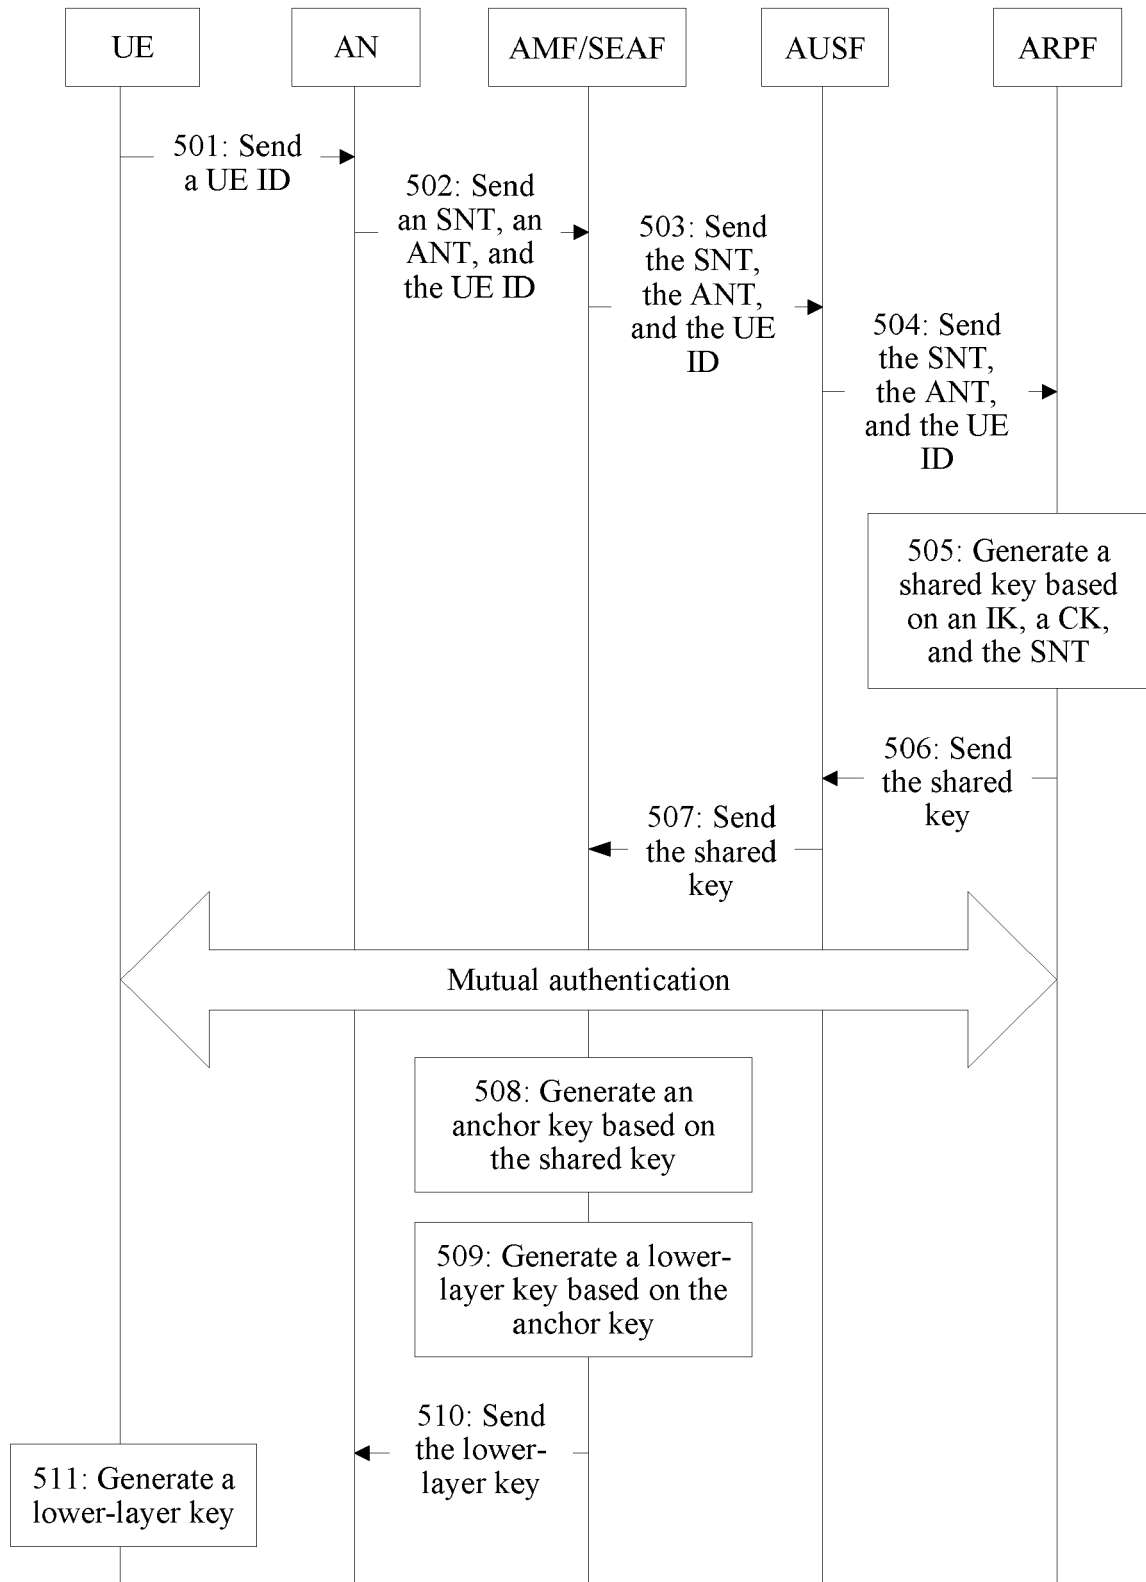 UE
AN
AMF/SEAF
AUSF
ARPF
501: Send
a UE ID
502: Send
an SNT, an
ANT, and
the UE ID
503: Send
the SNT,
the ANT,
and the UE
ID
504: Send
the SNT,
the ANT,
and the UE
ID
505: Generate a
shared key based
on an IK, a CK,
and the SNT
506: Send
the shared
key
507: Send
the shared
key
Mutual authentication
508: Generate an
anchor key based on
the shared key
509: Generate a lower-
layer key based on the
anchor key
510: Send
the lower-
layer key
511: Generate a
lower-layer key